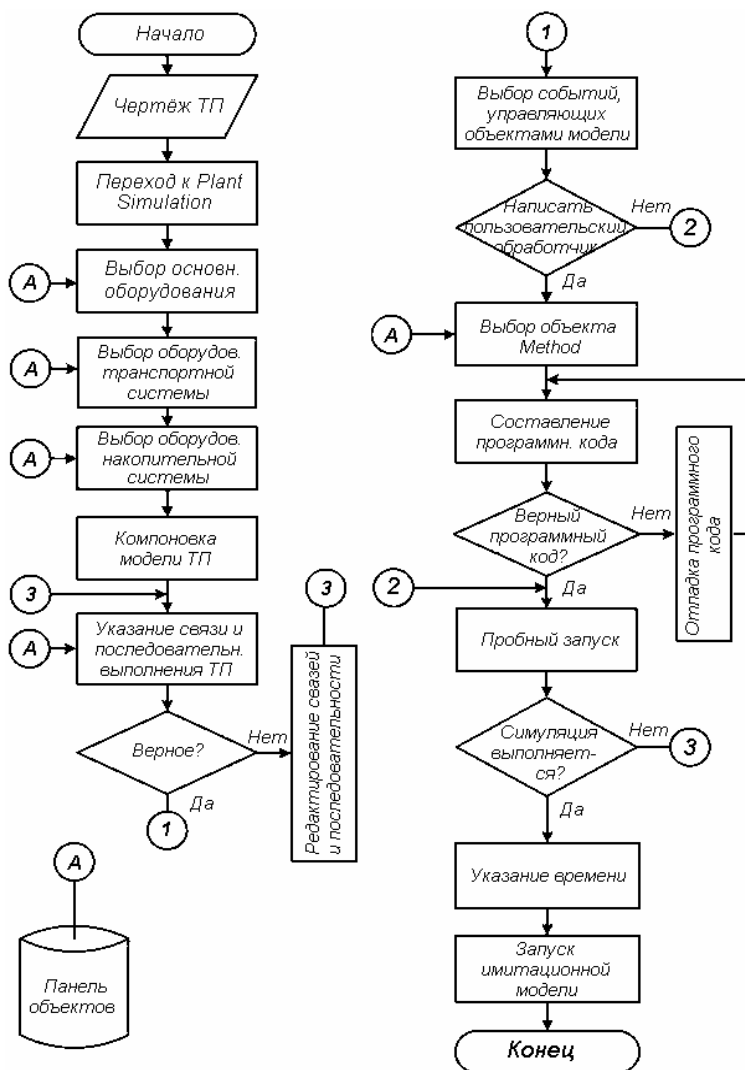 Начало
Чертёж ТП
Переход к Plant
Simulation
А
Выбор основн.
оборудования
А
Выбор оборудов.
транспортной
системы
А
Выбор оборудов.
накопительной
системы
Компоновка
модели ТП
3
А
Указание связи и
последовательн.
выполнения ТП
Верное?
Нет
Да
1
3
Редактирование свазей
и последовательности
А
Панель
объектов
1
Выбор событий,
управляющих
объектами модели
Написать
пользовательский
обработчик
Нет
2
Да
А
Выбор объекта
Method
Составление
программн. кода
Верный
программный
код?
Нет
Отладка программного
кода
2
Да
Пробный запуск
Симуляция
выполняет-
ся?
Нет
3
Да
Указание времени
Запуск
имитационной
модели
Конец